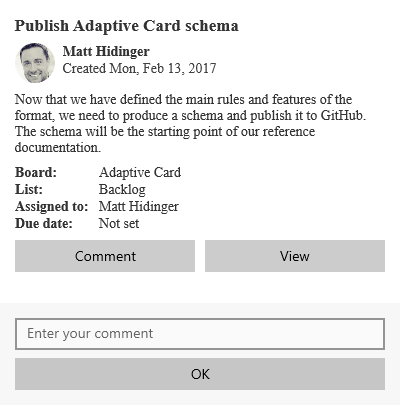 Publish Adaptive Card schema
Matt Hidinger
Created Mon, Feb 13, 2017
Now that we have defined the main rules and features of the
format, we need to produce a schema and publish it to GitHub.
The schema will be the starting point of our reference
documentation.
Board: Adaptive Card
List: Backlog
Assigned to: Matt Hidinger
Due date: Not set
Comment View
Enter your comment
OK